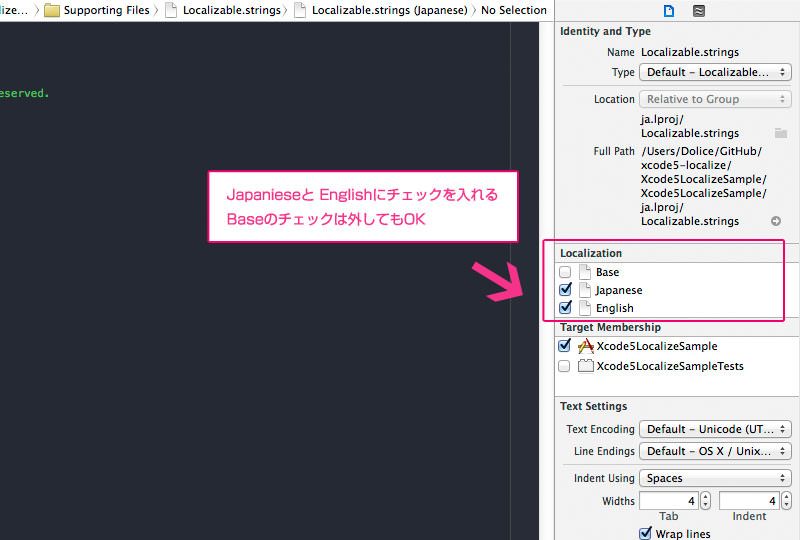 lize... 〉 Supporting Files 〉 Localizable.strings 〉 Localizable.strings (Japanese) 〉 No Selection
eserved.
Japanieseと Englishにチェックを入れる
Baseのチェックは外してもOK
Identity and Type
Name Localizable.strings
Type Default - Localizable...
Location Relative to Group
ja.lproj/
Localizable.strings
Full Path /Users/Dolice/GitHub/
xcode5-localize/
Xcode5LocalizeSample/
Xcode5LocalizeSample/
ja.lproj/
Localizable.strings
Localization
Base
Japanese
English
Target Membership
Xcode5LocalizeSample
Xcode5LocalizeSampleTests
Text Settings
Text Encoding Default - Unicode (UT...
Line Endings Default - OS X / Unix...
Indent Using Spaces
Widths 4 4
Tab Indent
Wrap lines